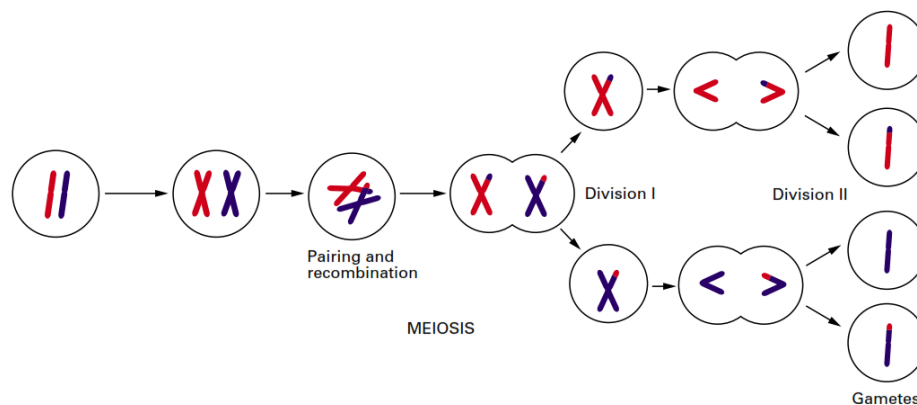 Division I
Division II
Pairing and
recombination
MEIOSIS
Gametes